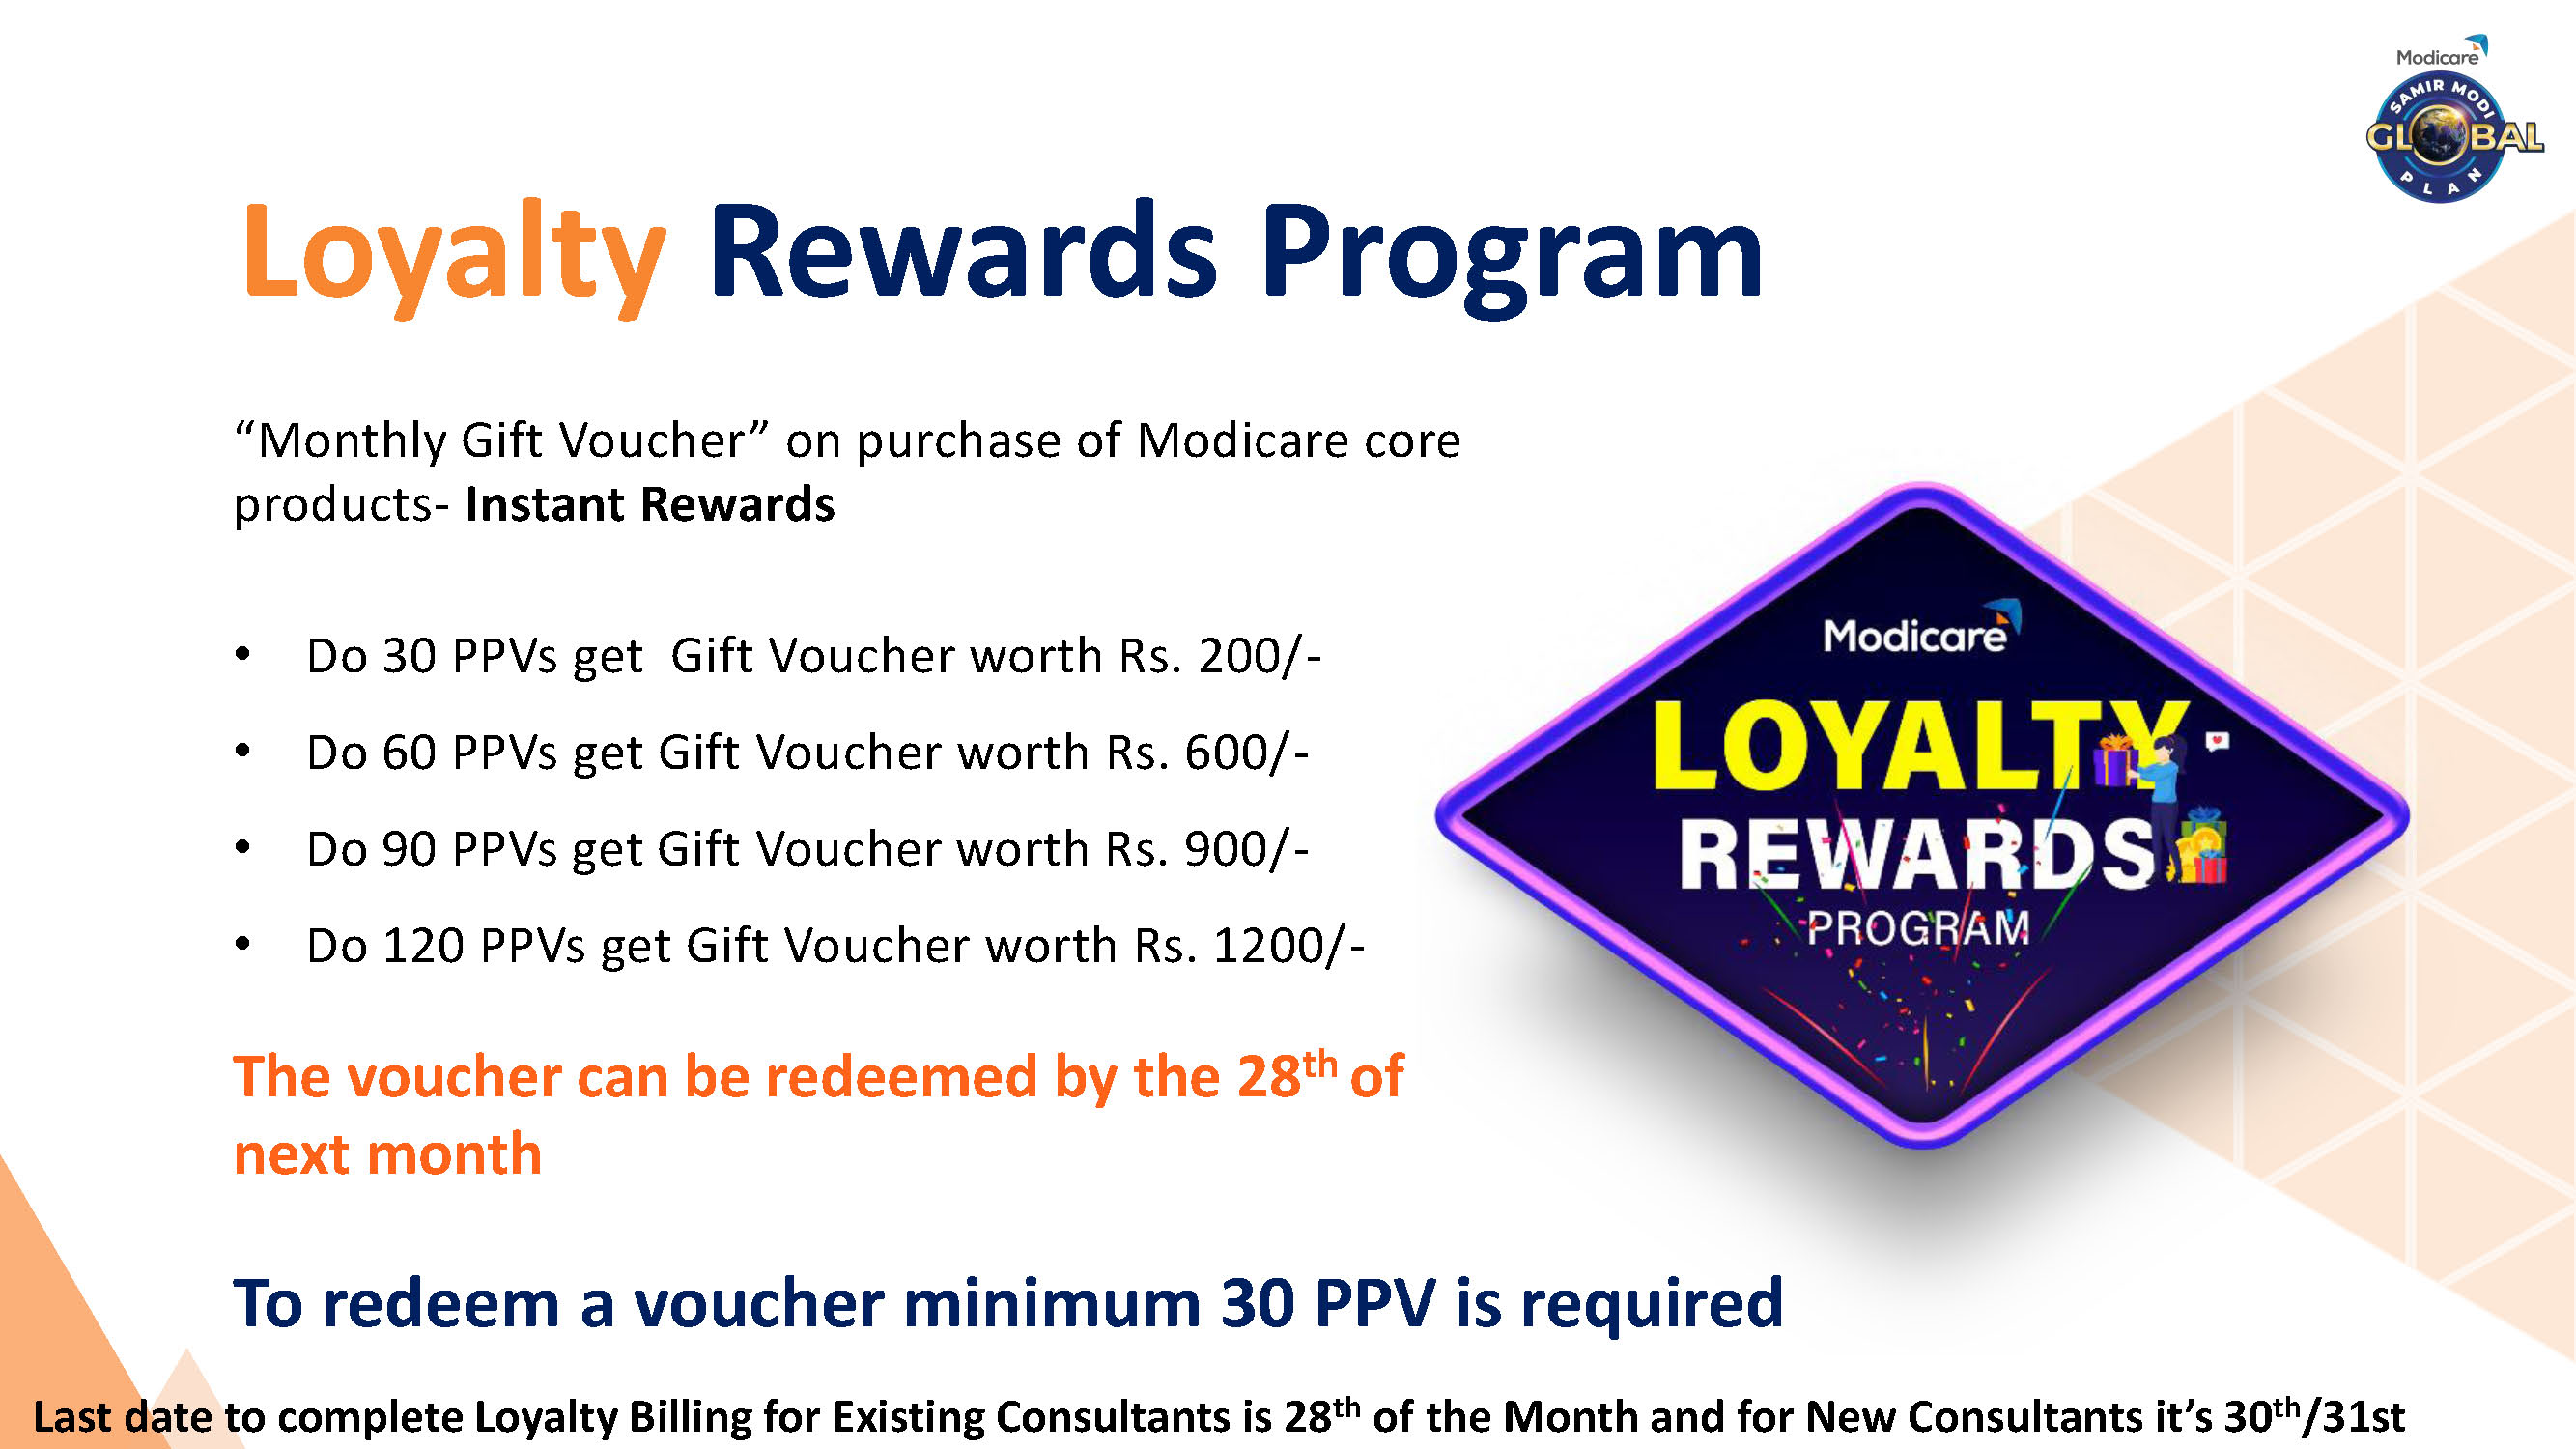 Modicare
SAMIR MODI
GLOBAL
PLAN
Loyalty Rewards Program
“Monthly Gift Voucher” on purchase of Modicare core
products- Instant Rewards
• Do 30 PPVs get Gift Voucher worth Rs. 200/-
• Do 60 PPVs get Gift Voucher worth Rs. 600/-
• Do 90 PPVs get Gift Voucher worth Rs. 900/-
• Do 120 PPVs get Gift Voucher worth Rs. 1200/-
Modicare
LOYALTY
REWARDS
PROGRAM
The voucher can be redeemed by the 28th of
next month
To redeem a voucher minimum 30 PPV is required
Last date to complete Loyalty Billing for Existing Consultants is 28th of the Month and for New Consultants it’s 30th/31st